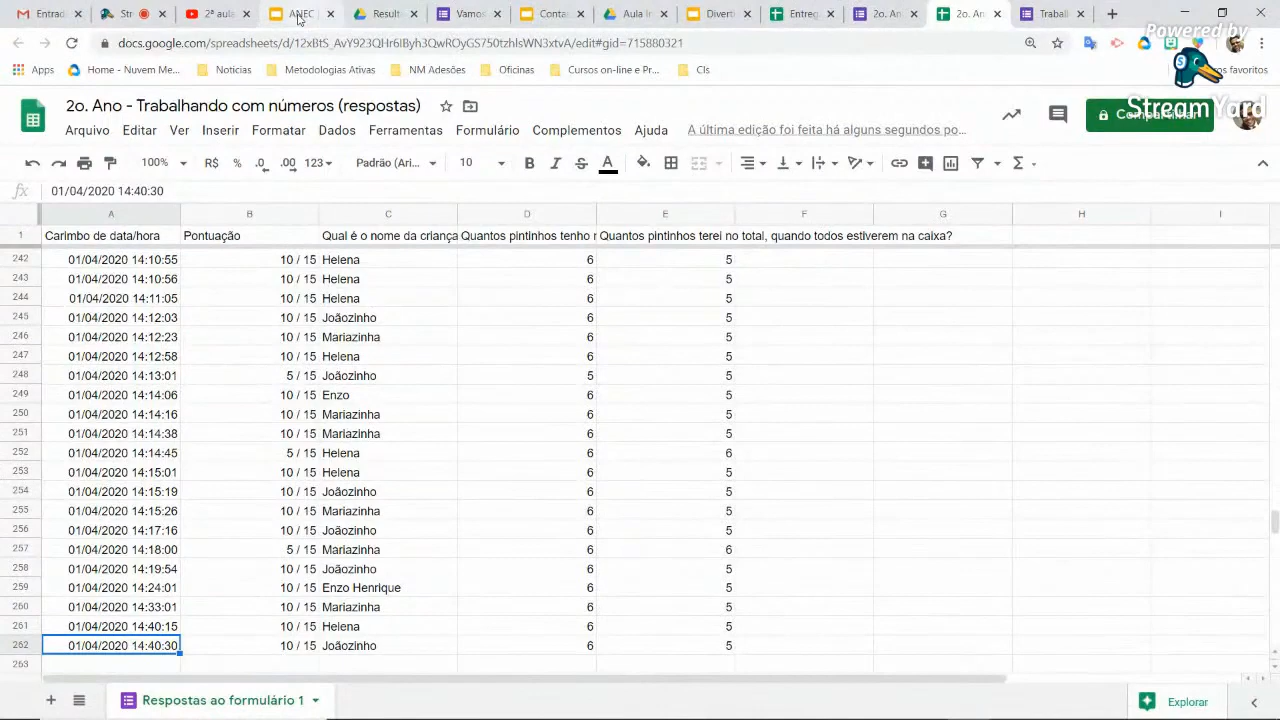 Entrad
Str
2ª aul
ANEC
Result
Vamo
Conta
Aula In
Diverti
Entreg
2o. An
2o. An
Trabal
Powered by
StreamYard
Apps
Home - Nuvem Me...
Notícias
Metodologias Ativas
NM Adesões
Oficinas
Cursos on-line e Pr...
CIs
os favoritos
2o. Ano - Trabalhando com números (respostas)
Arquivo Editar Ver Inserir Formatar Dados Ferramentas Formulário Complementos Ajuda
A última edição foi feita há alguns segundos po...
100% R$ % .0 .00 123 Padrão (Ari... 10 B I S A
fx 01/04/2020 14:40:30
A B C D E F G H I
1 Carimbo de data/hora Pontuação Qual é o nome da criança Quantos pintinhos tenho Quantos pintinhos terei no total, quando todos estiverem na caixa?
242 01/04/2020 14:10:55 10 / 15 Helena 6 5
243 01/04/2020 14:10:56 10 / 15 Helena 6 5
244 01/04/2020 14:11:05 10 / 15 Helena 6 5
245 01/04/2020 14:12:03 10 / 15 Joãozinho 6 5
246 01/04/2020 14:12:23 10 / 15 Mariazinha 6 5
247 01/04/2020 14:12:58 10 / 15 Helena 6 5
248 01/04/2020 14:13:01 5 / 15 Joãozinho 5 5
249 01/04/2020 14:14:06 10 / 15 Enzo 6 5
250 01/04/2020 14:14:16 10 / 15 Mariazinha 6 5
251 01/04/2020 14:14:38 10 / 15 Mariazinha 6 5
252 01/04/2020 14:14:45 5 / 15 Helena 6 6
253 01/04/2020 14:15:01 10 / 15 Helena 6 5
254 01/04/2020 14:15:19 10 / 15 Joãozinho 6 5
255 01/04/2020 14:15:26 10 / 15 Mariazinha 6 5
256 01/04/2020 14:17:16 10 / 15 Joãozinho 6 5
257 01/04/2020 14:18:00 5 / 15 Mariazinha 6 6
258 01/04/2020 14:19:54 10 / 15 Joãozinho 6 5
259 01/04/2020 14:24:01 10 / 15 Enzo Henrique 6 5
260 01/04/2020 14:33:01 10 / 15 Mariazinha 6 5
261 01/04/2020 14:40:15 10 / 15 Helena 6 5
262 01/04/2020 14:40:30 10 / 15 Joãozinho 6 5
263
Respostas ao formulário 1
Explorar